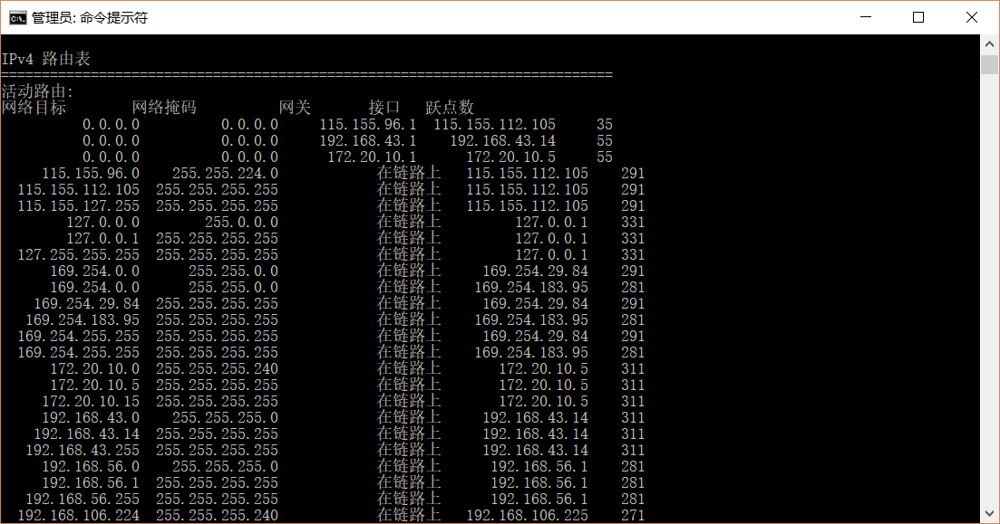 管理员: 命令提示符
IPv4 路由表
===========================================================================
活动路由:
网络目标 网络掩码 网关 接口 跃点数
0.0.0.0 0.0.0.0 115.155.96.1 115.155.112.105 35
0.0.0.0 0.0.0.0 192.168.43.1 192.168.43.14 55
0.0.0.0 0.0.0.0 172.20.10.1 172.20.10.5 55
115.155.96.0 255.255.224.0 在链路上 115.155.112.105 291
115.155.112.105 255.255.255.255 在链路上 115.155.112.105 291
115.155.127.255 255.255.255.255 在链路上 115.155.112.105 291
127.0.0.0 255.0.0.0 在链路上 127.0.0.1 331
127.0.0.1 255.255.255.255 在链路上 127.0.0.1 331
127.255.255.255 255.255.255.255 在链路上 127.0.0.1 331
169.254.0.0 255.255.0.0 在链路上 169.254.29.84 291
169.254.0.0 255.255.0.0 在链路上 169.254.183.95 281
169.254.29.84 255.255.255.255 在链路上 169.254.29.84 291
169.254.183.95 255.255.255.255 在链路上 169.254.183.95 281
169.254.255.255 255.255.255.255 在链路上 169.254.29.84 291
169.254.255.255 255.255.255.255 在链路上 169.254.183.95 281
172.20.10.0 255.255.255.240 在链路上 172.20.10.5 311
172.20.10.5 255.255.255.255 在链路上 172.20.10.5 311
172.20.10.15 255.255.255.255 在链路上 172.20.10.5 311
192.168.43.0 255.255.255.0 在链路上 192.168.43.14 311
192.168.43.14 255.255.255.255 在链路上 192.168.43.14 311
192.168.43.255 255.255.255.255 在链路上 192.168.43.14 311
192.168.56.0 255.255.255.0 在链路上 192.168.56.1 281
192.168.56.1 255.255.255.255 在链路上 192.168.56.1 281
192.168.56.255 255.255.255.255 在链路上 192.168.56.1 281
192.168.106.224 255.255.255.240 在链路上 192.168.106.225 271